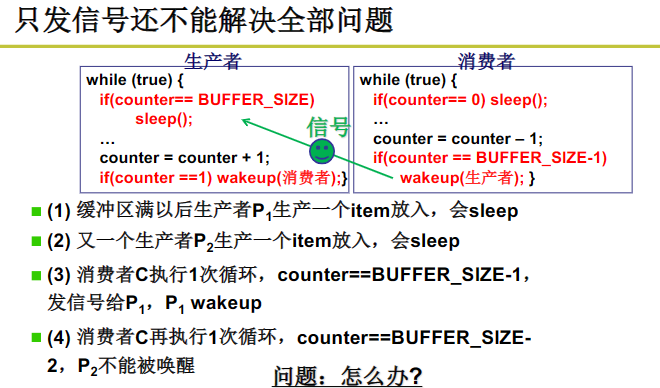 只发信号还不能解决全部问题
生产者
消费者
while (true) {
if(counter== BUFFER_SIZE)
sleep();
…
counter = counter + 1;
if(counter ==1) wakeup(消费者);}
while (true) {
if(counter== 0) sleep();
…
counter = counter – 1;
if(counter == BUFFER_SIZE-1)
wakeup(生产者); }
信号
(1) 缓冲区满以后生产者P1生产一个item放入，会sleep
(2) 又一个生产者P2生产一个item放入，会sleep
(3) 消费者C执行1次循环，counter==BUFFER_SIZE-1，
发信号给P1，P1 wakeup
(4) 消费者C再执行1次循环，counter==BUFFER_SIZE-
2，P2不能被唤醒
问题：怎么办?